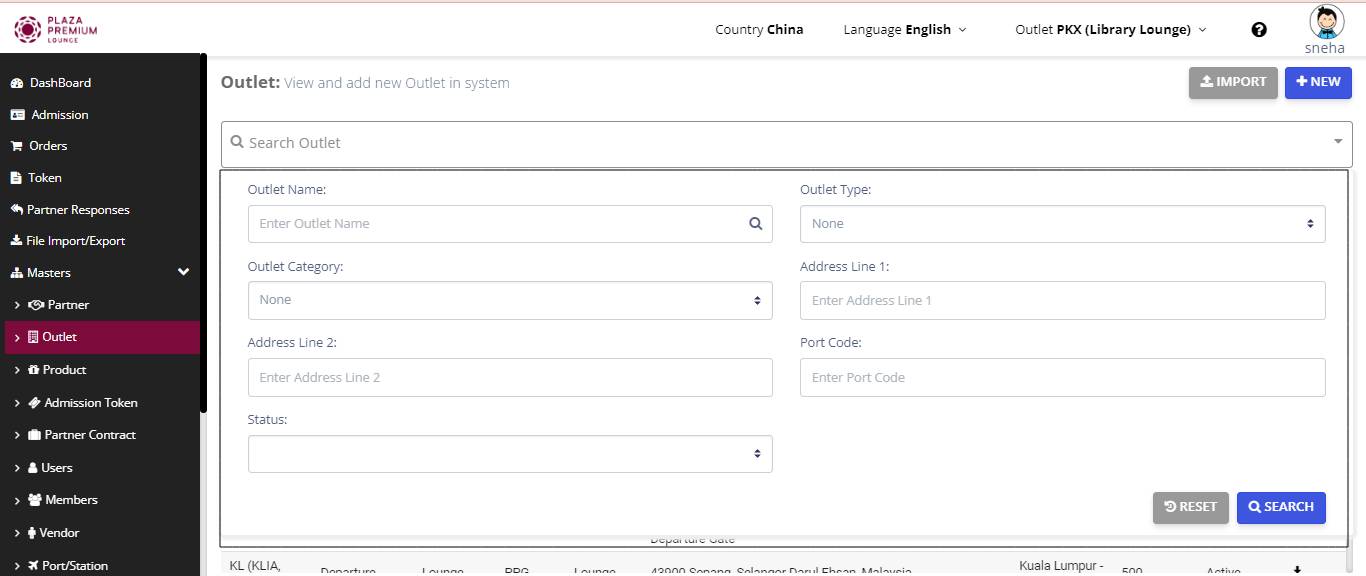 PLAZA
PREMIUM
LOUNGE
Country China
Language English
Outlet PKX (Library Lounge)
sneha
DashBoard
Admission
Orders
Token
Partner Responses
File Import/Export
Masters
Partner
Outlet
Product
Admission Token
Partner Contract
Users
Members
Vendor
Port/Station
Outlet: View and add new Outlet in system
IMPORT
NEW
Search Outlet
Outlet Name:
Outlet Type:
Enter Outlet Name
None
Outlet Category:
Address Line 1:
None
Enter Address Line 1
Address Line 2:
Port Code:
Enter Address Line 2
Enter Port Code
Status:
RESET
SEARCH
Departure Gate
KL (KLIA,
Departure
Lounge
PPG
Lounge
43900 Sepang, Selangor Darul Ehsan, Malaysia
Kuala Lumpur -
500
Active